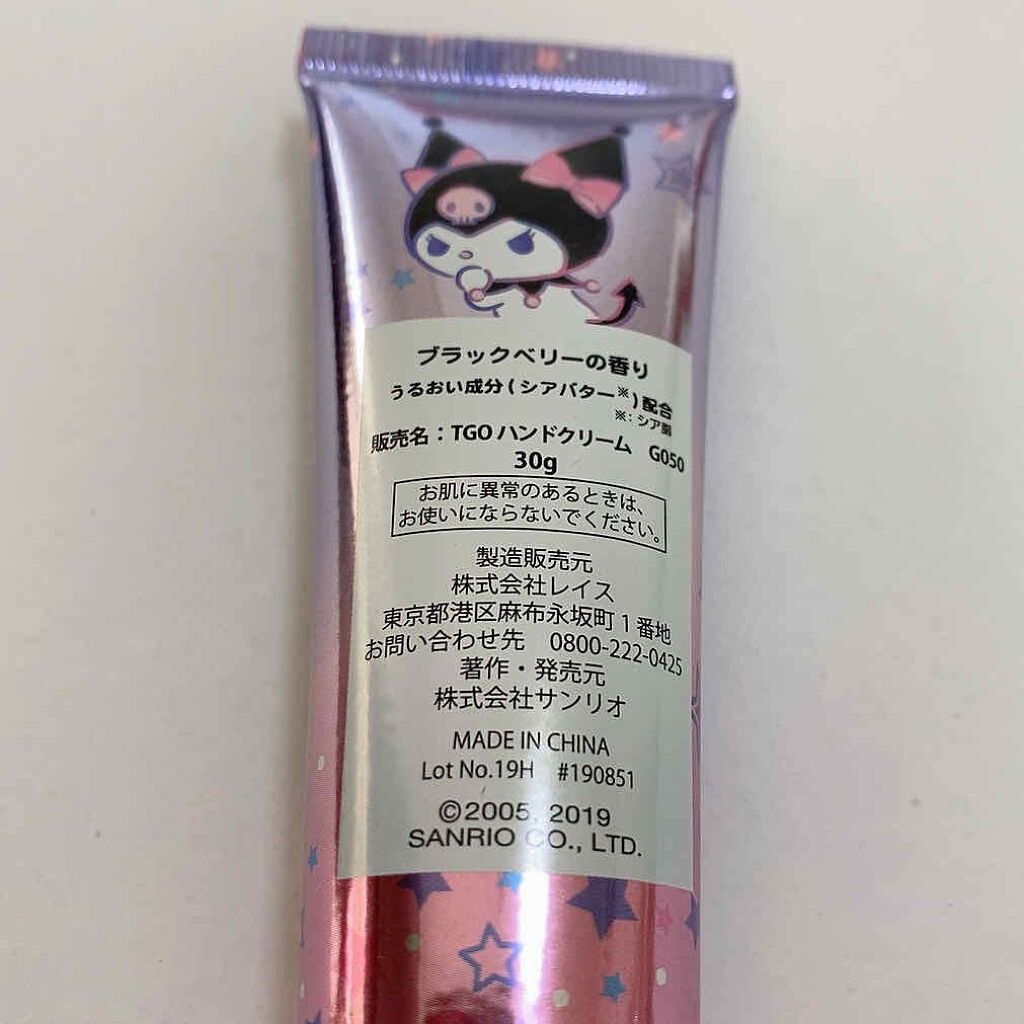 ブラックベリーの香り
うるおい成分(シアバター※)配合
※:シア脂
販売名:TGO ハンドクリーム G050
30g
お肌に異常のあるときは、
お使いにならないでください。
製造販売元
株式会社レイス
東京都港区麻布永坂町1番地
お問い合わせ先 0800-222-0425
著作・発売元
株式会社サンリオ
MADE IN CHINA
Lot No.19H #190851
©2005, 2019
SANRIO CO., LTD.